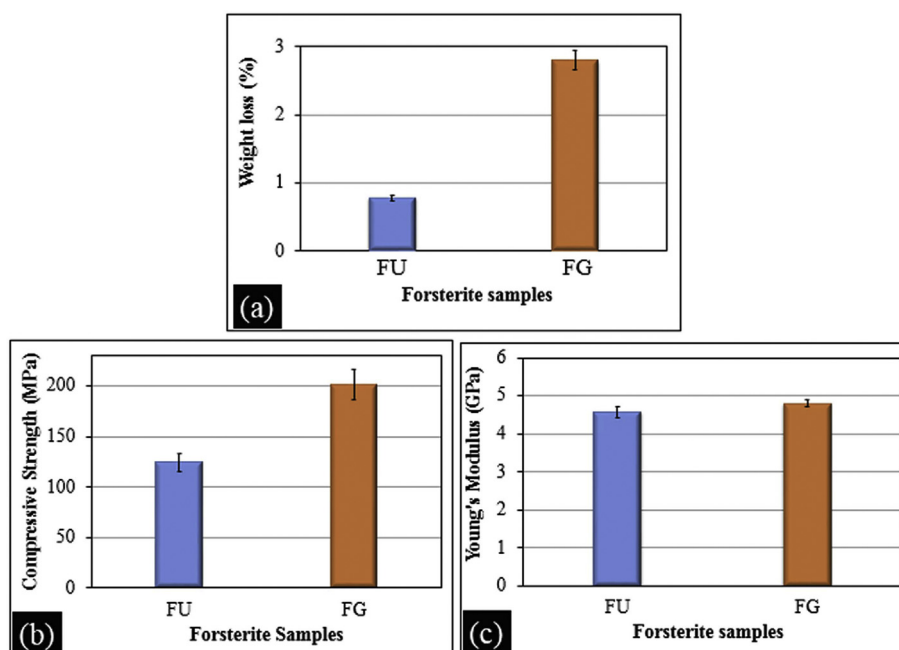 Weight loss (%)
3
2
1
0
FU FG
Forsterite samples
(a)
Compressive Strength (MPa)
200
150
100
50
0
FU FG
Forsterite Samples
(b)
Young's Modulus (GPa)
6
5
4
3
2
1
0
FU FG
Forsterite samples
(c)